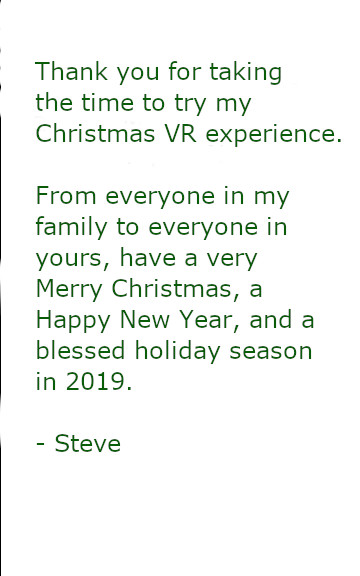 Thank you for taking
the time to try my
Christmas VR experience.
From everyone in my
family to everyone in
yours, have a very
Merry Christmas, a
Happy New Year, and a
blessed holiday season
in 2019.
- Steve